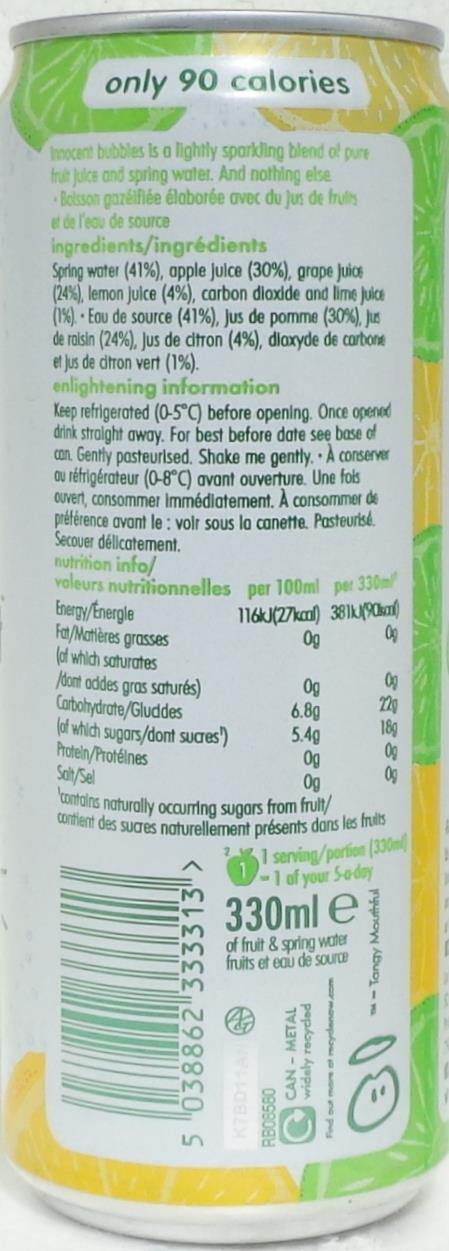 only 90 calories
Innocent bubbles is a lightly sparkling blend of pure
fruit juice and spring water. And nothing else
• Boisson gazéifiée élaborée avec du jus de fruits
et de l'eau de source
ingredients/ingrédients
Spring water (41%), apple juice (30%), grape juice
(24%), lemon juice (4%), carbon dioxide and lime juice
(1%). • Eau de source (41%), jus de pomme (30%), jus
de raisin (24%), jus de citron (4%), dioxyde de carbone
et jus de citron vert (1%).
enlightening information
Keep refrigerated (0-5°C) before opening. Once opened
drink straight away. For best before date see base of
can. Gently pasteurised. Shake me gently. • À conserver
au réfrigérateur (0-8°C) avant ouverture. Une fois
ouvert, consommer immédiatement. À consommer de
préférence avant le : voir sous la canette. Pasteurisé.
Secouer délicatement.
nutrition info/
valeurs nutritionnelles per 100ml per 330ml²
Energy/Énergie 116kJ(27kcal) 381kJ(90kcal)
Fat/Matières grasses 0g 0g
(of which saturates
/dont acides gras saturés) 0g 0g
Carbohydrate/Glucides 6.8g 22g
(of which sugars/dont sucres¹) 5.4g 18g
Protein/Protéines 0g 0g
Salt/Sel 0g 0g
¹contains naturally occurring sugars from fruit/
contient des sucres naturellement présents dans les fruits
² 1 1 serving/portion (330ml)
= 1 of your 5-a-day
330ml e
of fruit & spring water
fruits et eau de source
5 038862 333313 >
K7BD11A
RB08580
CAN - METAL
widely recycled
Find out more at recyclenow.com
TM = Tangy Mouthful